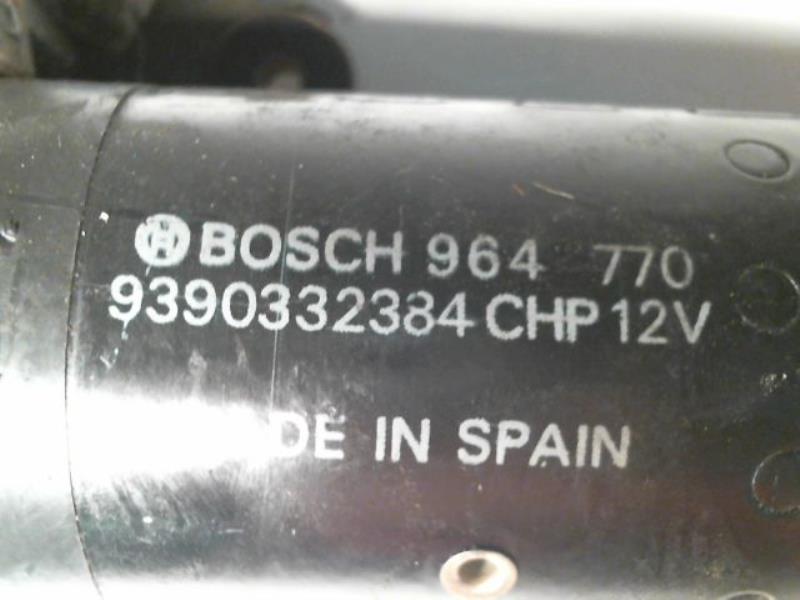 BOSCH 964 770
9390332384 CHP 12V
DE IN SPAIN